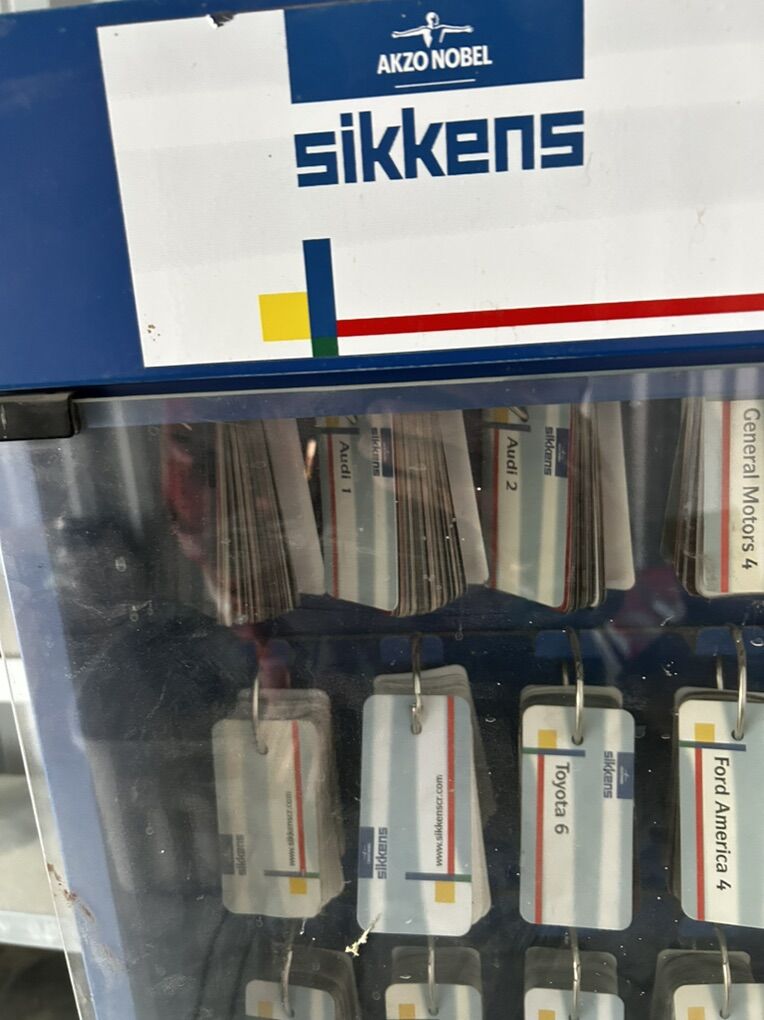 AKZO NOBEL
sikkens
sikkens
Audi 1
sikkens
Audi 2
General Motors 4
www.sikkenscr.com
sikkens
www.sikkenscr.com
sikkens
sikkens
Toyota 6
Ford America 4